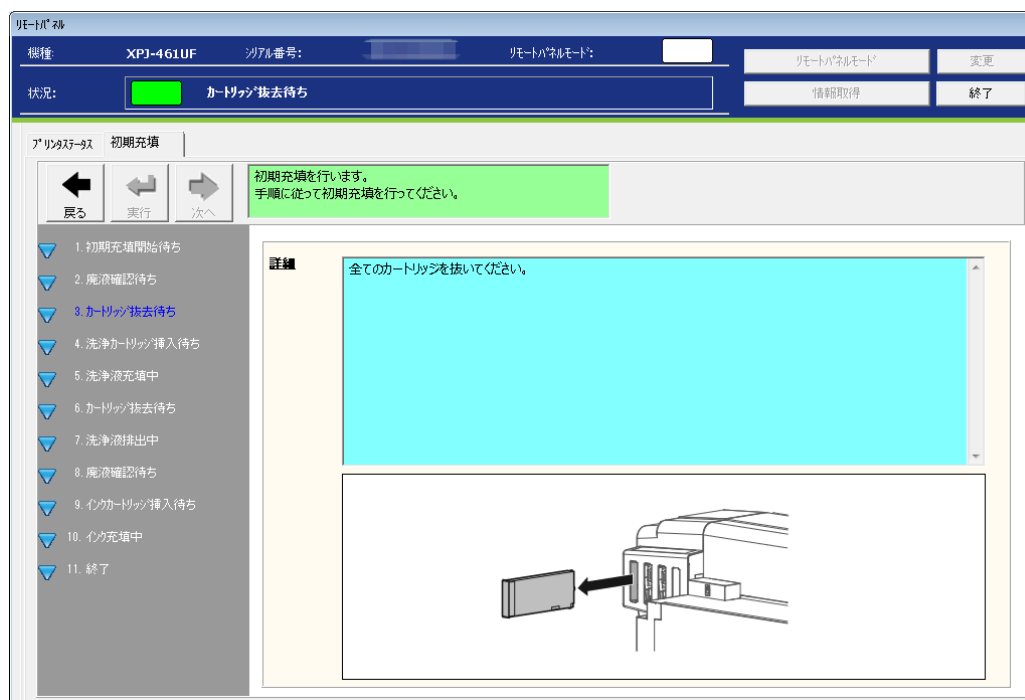 リモートパネル
機種: XPJ-461UF シリアル番号: リモートパネルモード:
リモートパネルモード 変更
状況: カートリッジ抜去待ち
情報取得 終了
プリンタステータス 初期充填
戻る 実行 次へ
初期充填を行います。
手順に従って初期充填を行ってください。
1. 初期充填開始待ち
2. 廃液確認待ち
3. カートリッジ抜去待ち
4. 洗浄カートリッジ挿入待ち
5. 洗浄液充填中
6. カートリッジ抜去待ち
7. 洗浄液排出中
8. 廃液確認待ち
9. インクカートリッジ挿入待ち
10. インク充填中
11. 終了
詳細
全てのカートリッジを抜いてください。